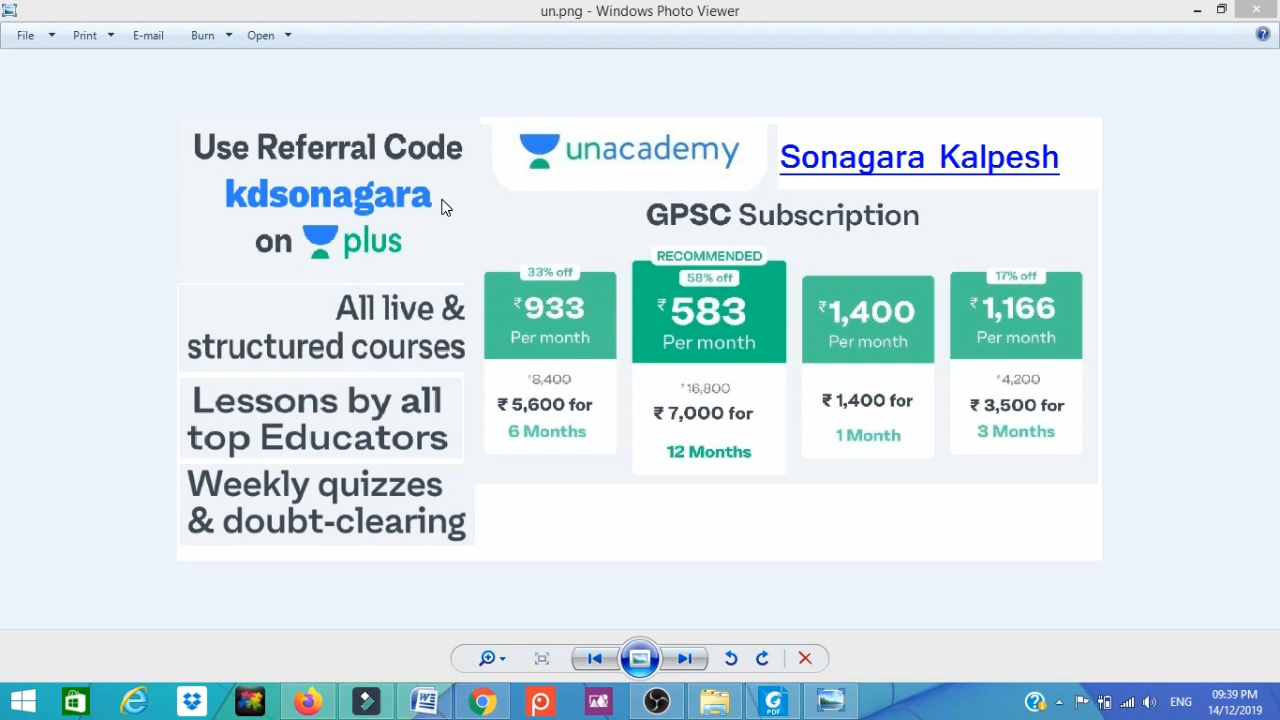 un.png - Windows Photo Viewer
File Print E-mail Burn Open
Use Referral Code
kdsonagara
on plus
All live &
structured courses
Lessons by all
top Educators
Weekly quizzes
& doubt-clearing
unacademy
Sonagara Kalpesh
GPSC Subscription
33% off
₹933
Per month
₹8,400
₹ 5,600 for
6 Months
RECOMMENDED
58% off
₹583
Per month
₹16,800
₹ 7,000 for
12 Months
₹1,400
Per month
₹ 1,400 for
1 Month
17% off
₹1,166
Per month
₹4,200
₹ 3,500 for
3 Months
PDF
ENG
09:39 PM
14/12/2019